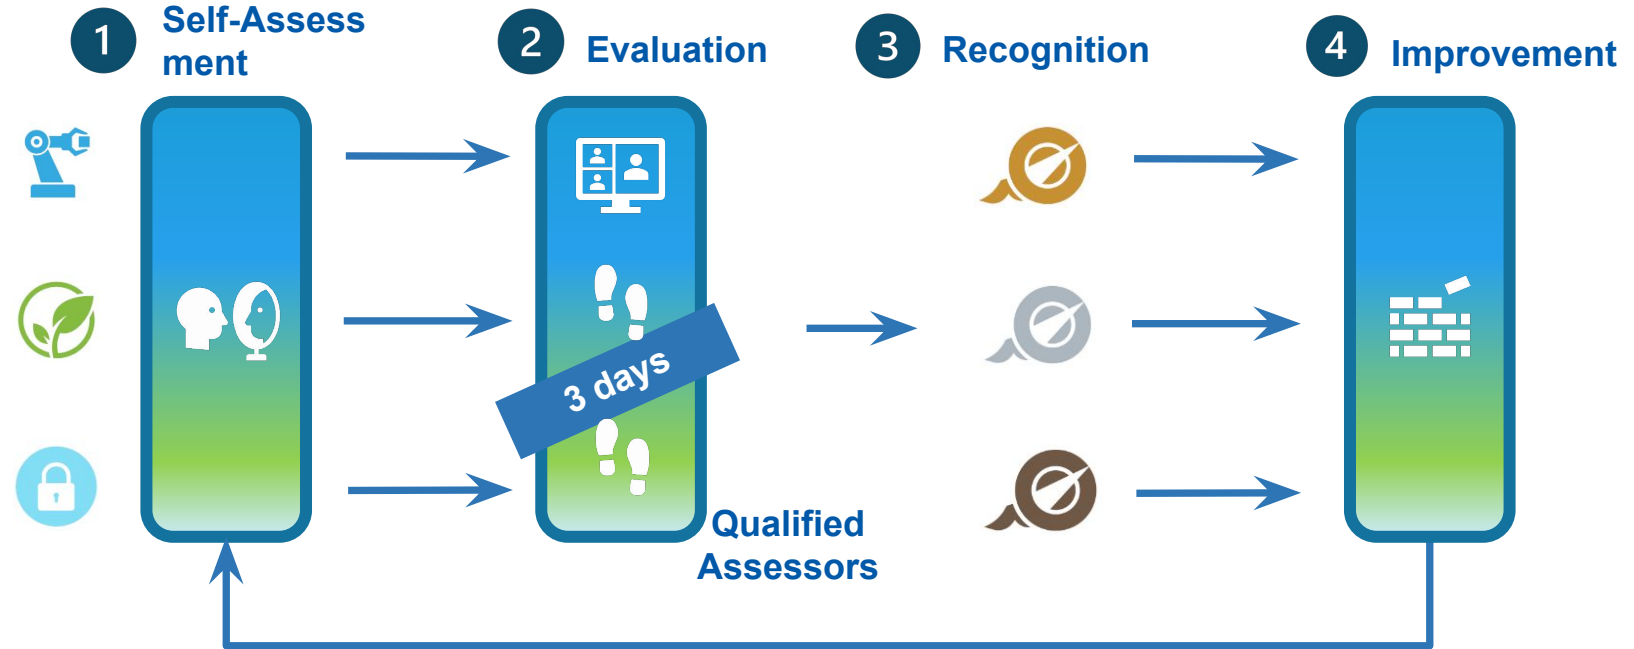 1
Self-Assess
ment
2
Evaluation
3
Recognition
4
Improvement
3 days
Qualified
Assessors